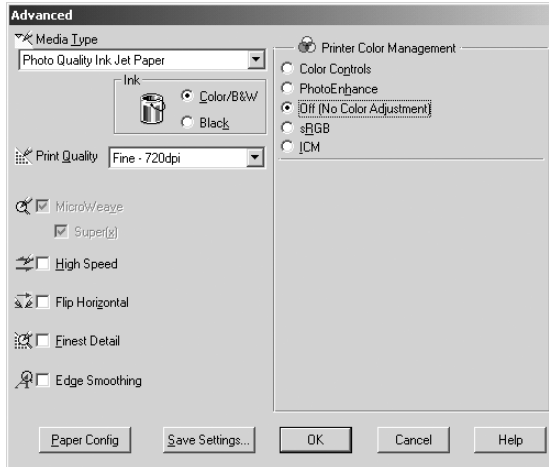 Advanced
Media Type
Photo Quality Ink Jet Paper
Ink
Color/B&W
Black
Print Quality
Fine - 720dpi
MicroWeave
Super(x)
High Speed
Flip Horizontal
Finest Detail
Edge Smoothing
Printer Color Management
Color Controls
PhotoEnhance
Off (No Color Adjustment)
sRGB
ICM
Paper Config
Save Settings...
OK
Cancel
Help